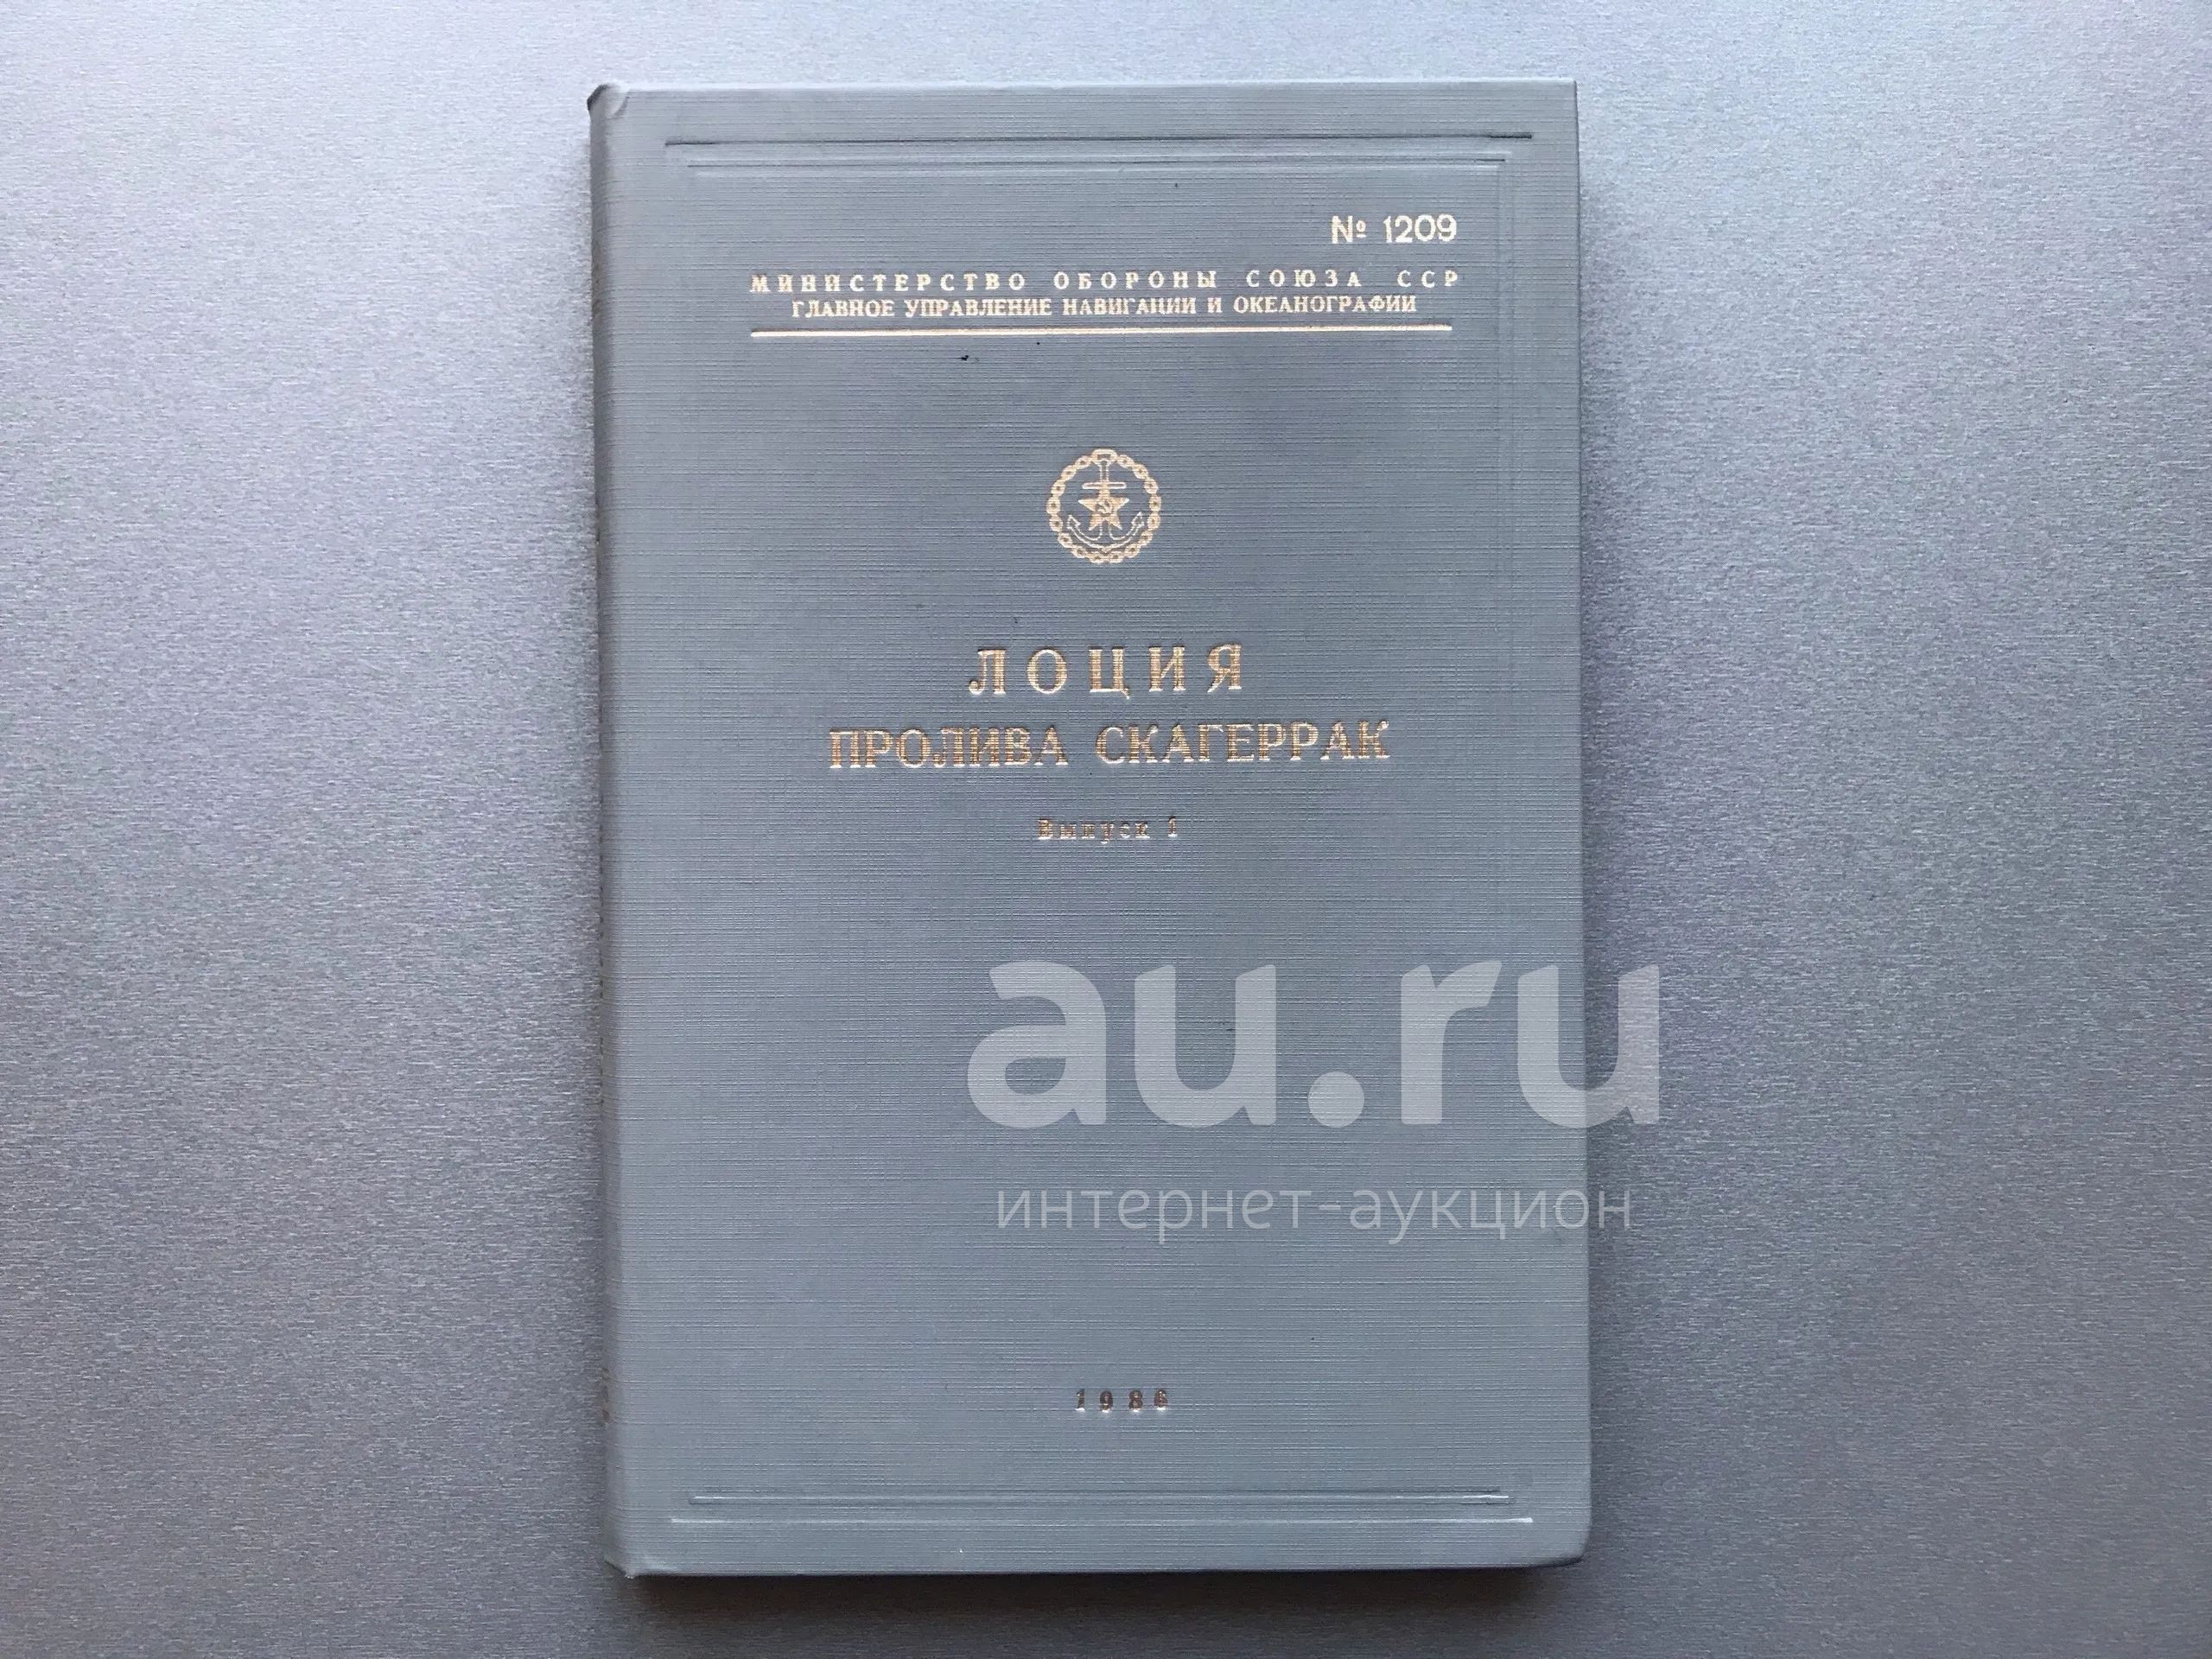 № 1209
МИНИСТЕРСТВО ОБОРОНЫ СОЮЗА ССР
ГЛАВНОЕ УПРАВЛЕНИЕ НАВИГАЦИИ И ОКЕАНОГРАФИИ
ЛОЦИЯ
ПРОЛИВА СКАГЕРРАК
Выпуск 1
au.ru
интернет-аукцион
1986